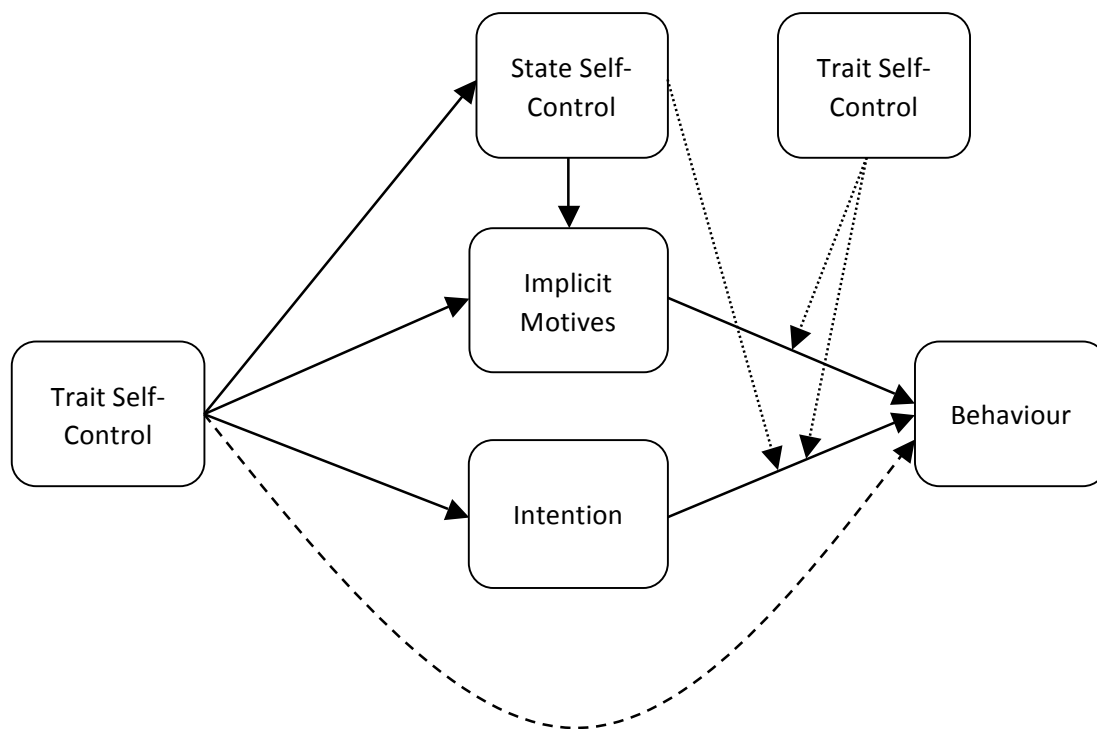 State Self-
Control
Trait Self-
Control
Implicit
Motives
Trait Self-
Control
Behaviour
Intention